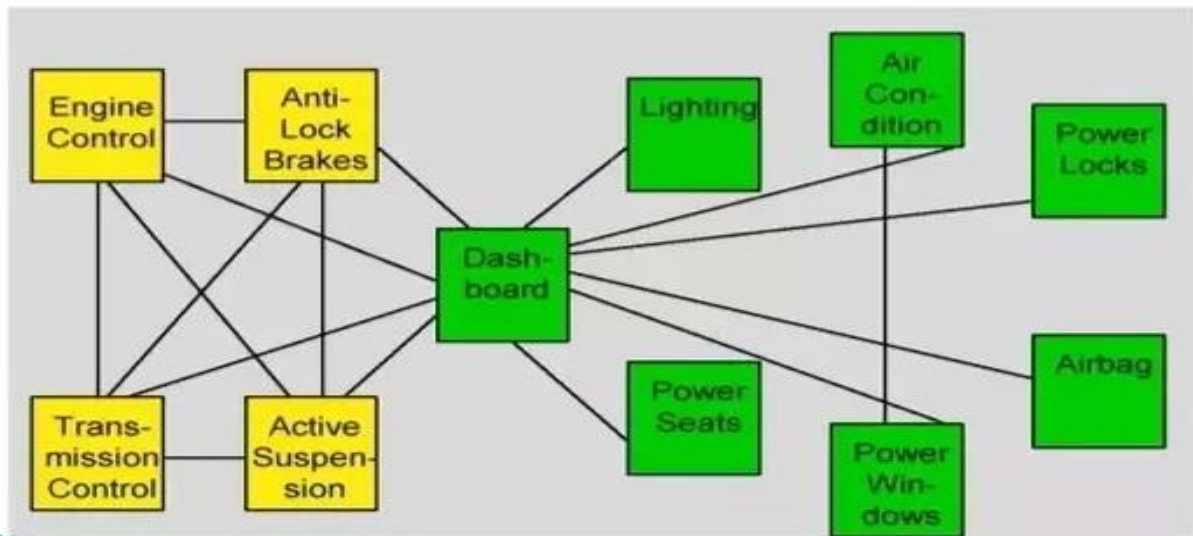 Engine
Control
Anti-
Lock
Brakes
Lighting
Air
Con-
dition
Power
Locks
Dash-
board
Trans-
mission
Control
Active
Suspen-
sion
Power
Seats
Power
Win-
dows
Airbag